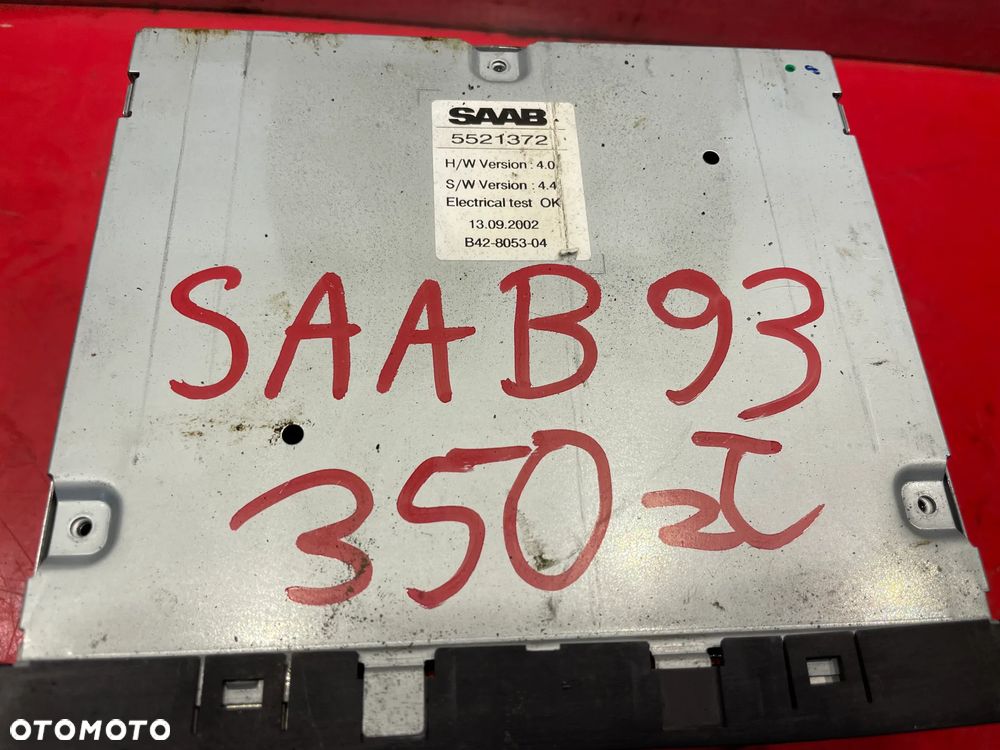 SAAB
5521372
H/W Version : 4.0
S/W Version : 4.4
Electrical test OK
13.09.2002
B42-8053-04
SAAB 93
350 zł
OTOMOTO